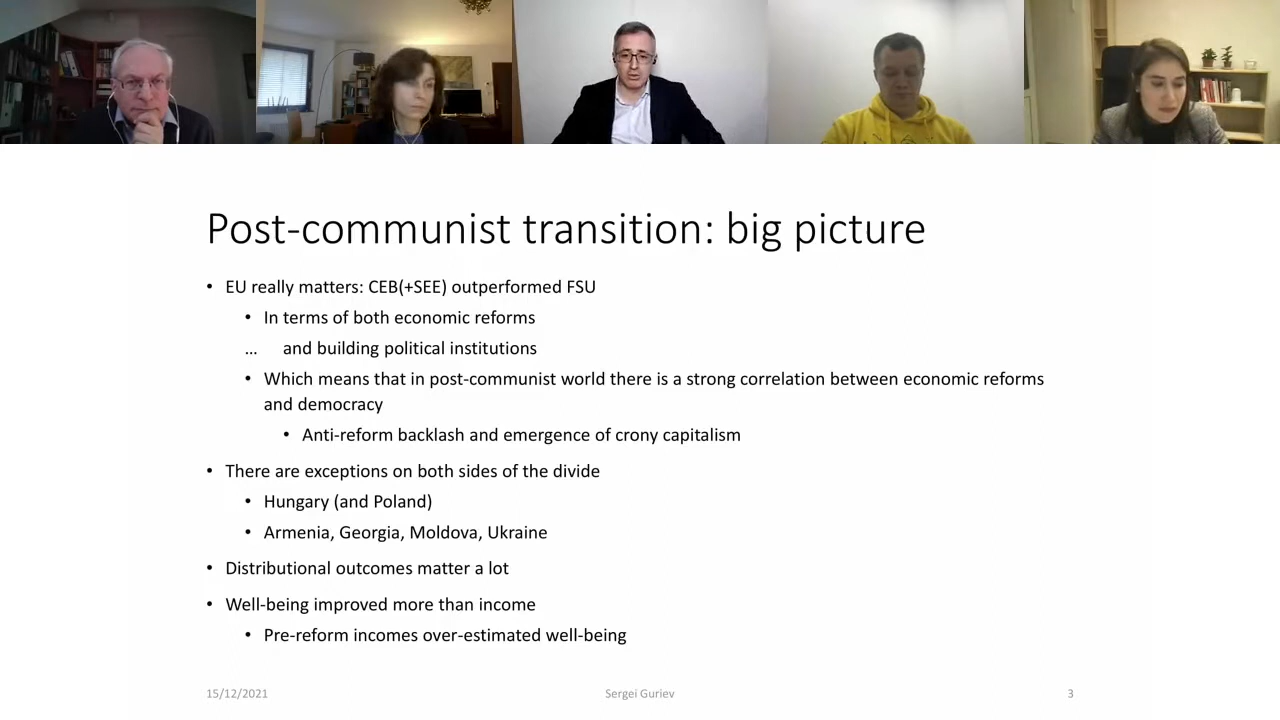 Post-communist transition: big picture
• EU really matters: CEB(+SEE) outperformed FSU
• In terms of both economic reforms
… and building political institutions
• Which means that in post-communist world there is a strong correlation between economic reforms
and democracy
• Anti-reform backlash and emergence of crony capitalism
• There are exceptions on both sides of the divide
• Hungary (and Poland)
• Armenia, Georgia, Moldova, Ukraine
• Distributional outcomes matter a lot
• Well-being improved more than income
• Pre-reform incomes over-estimated well-being
15/12/2021 Sergei Guriev 3